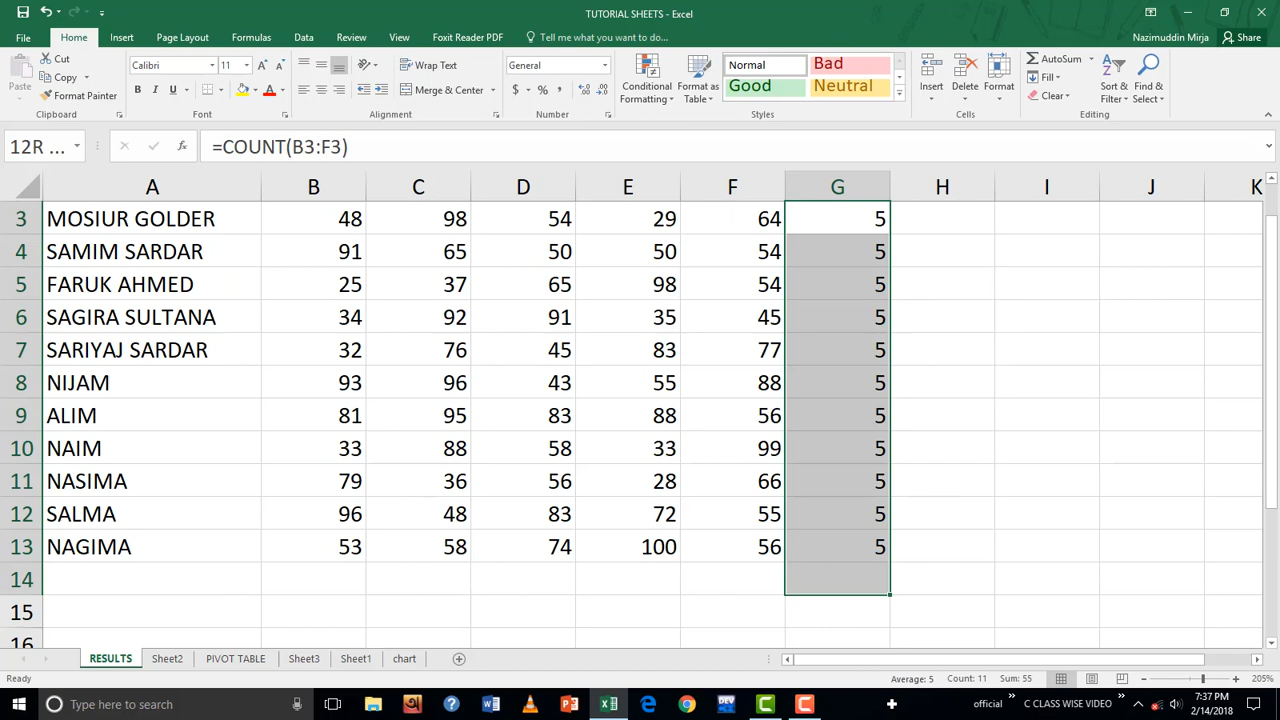 TUTORIAL SHEETS - Excel
File Home Insert Page Layout Formulas Data Review View Foxit Reader PDF Tell me what you want to do... Nazimuddin Mirja Share
Paste Cut Copy Format Painter Clipboard
Calibri 11 B I U A Font
Wrap Text Merge & Center Alignment
General $ % , Number
Conditional Formatting Format as Table Normal Bad Good Neutral Styles
Insert Delete Format Cells
AutoSum Fill Clear Sort & Filter Find & Select Editing
12R ... fx =COUNT(B3:F3)
A B C D E F G H I J K
3 MOSIUR GOLDER 48 98 54 29 64 5
4 SAMIM SARDAR 91 65 50 50 54 5
5 FARUK AHMED 25 37 65 98 54 5
6 SAGIRA SULTANA 34 92 91 35 45 5
7 SARIYAJ SARDAR 32 76 45 83 77 5
8 NIJAM 93 96 43 55 88 5
9 ALIM 81 95 83 88 56 5
10 NAIM 33 88 58 33 99 5
11 NASIMA 79 36 56 28 66 5
12 SALMA 96 48 83 72 55 5
13 NAGIMA 53 58 74 100 56 5
14
15
16
RESULTS Sheet2 PIVOT TABLE Sheet3 Sheet1 chart
Ready Average: 5 Count: 11 Sum: 55 205%
Type here to search official C CLASS WISE VIDEO 7:37 PM
2/14/2018